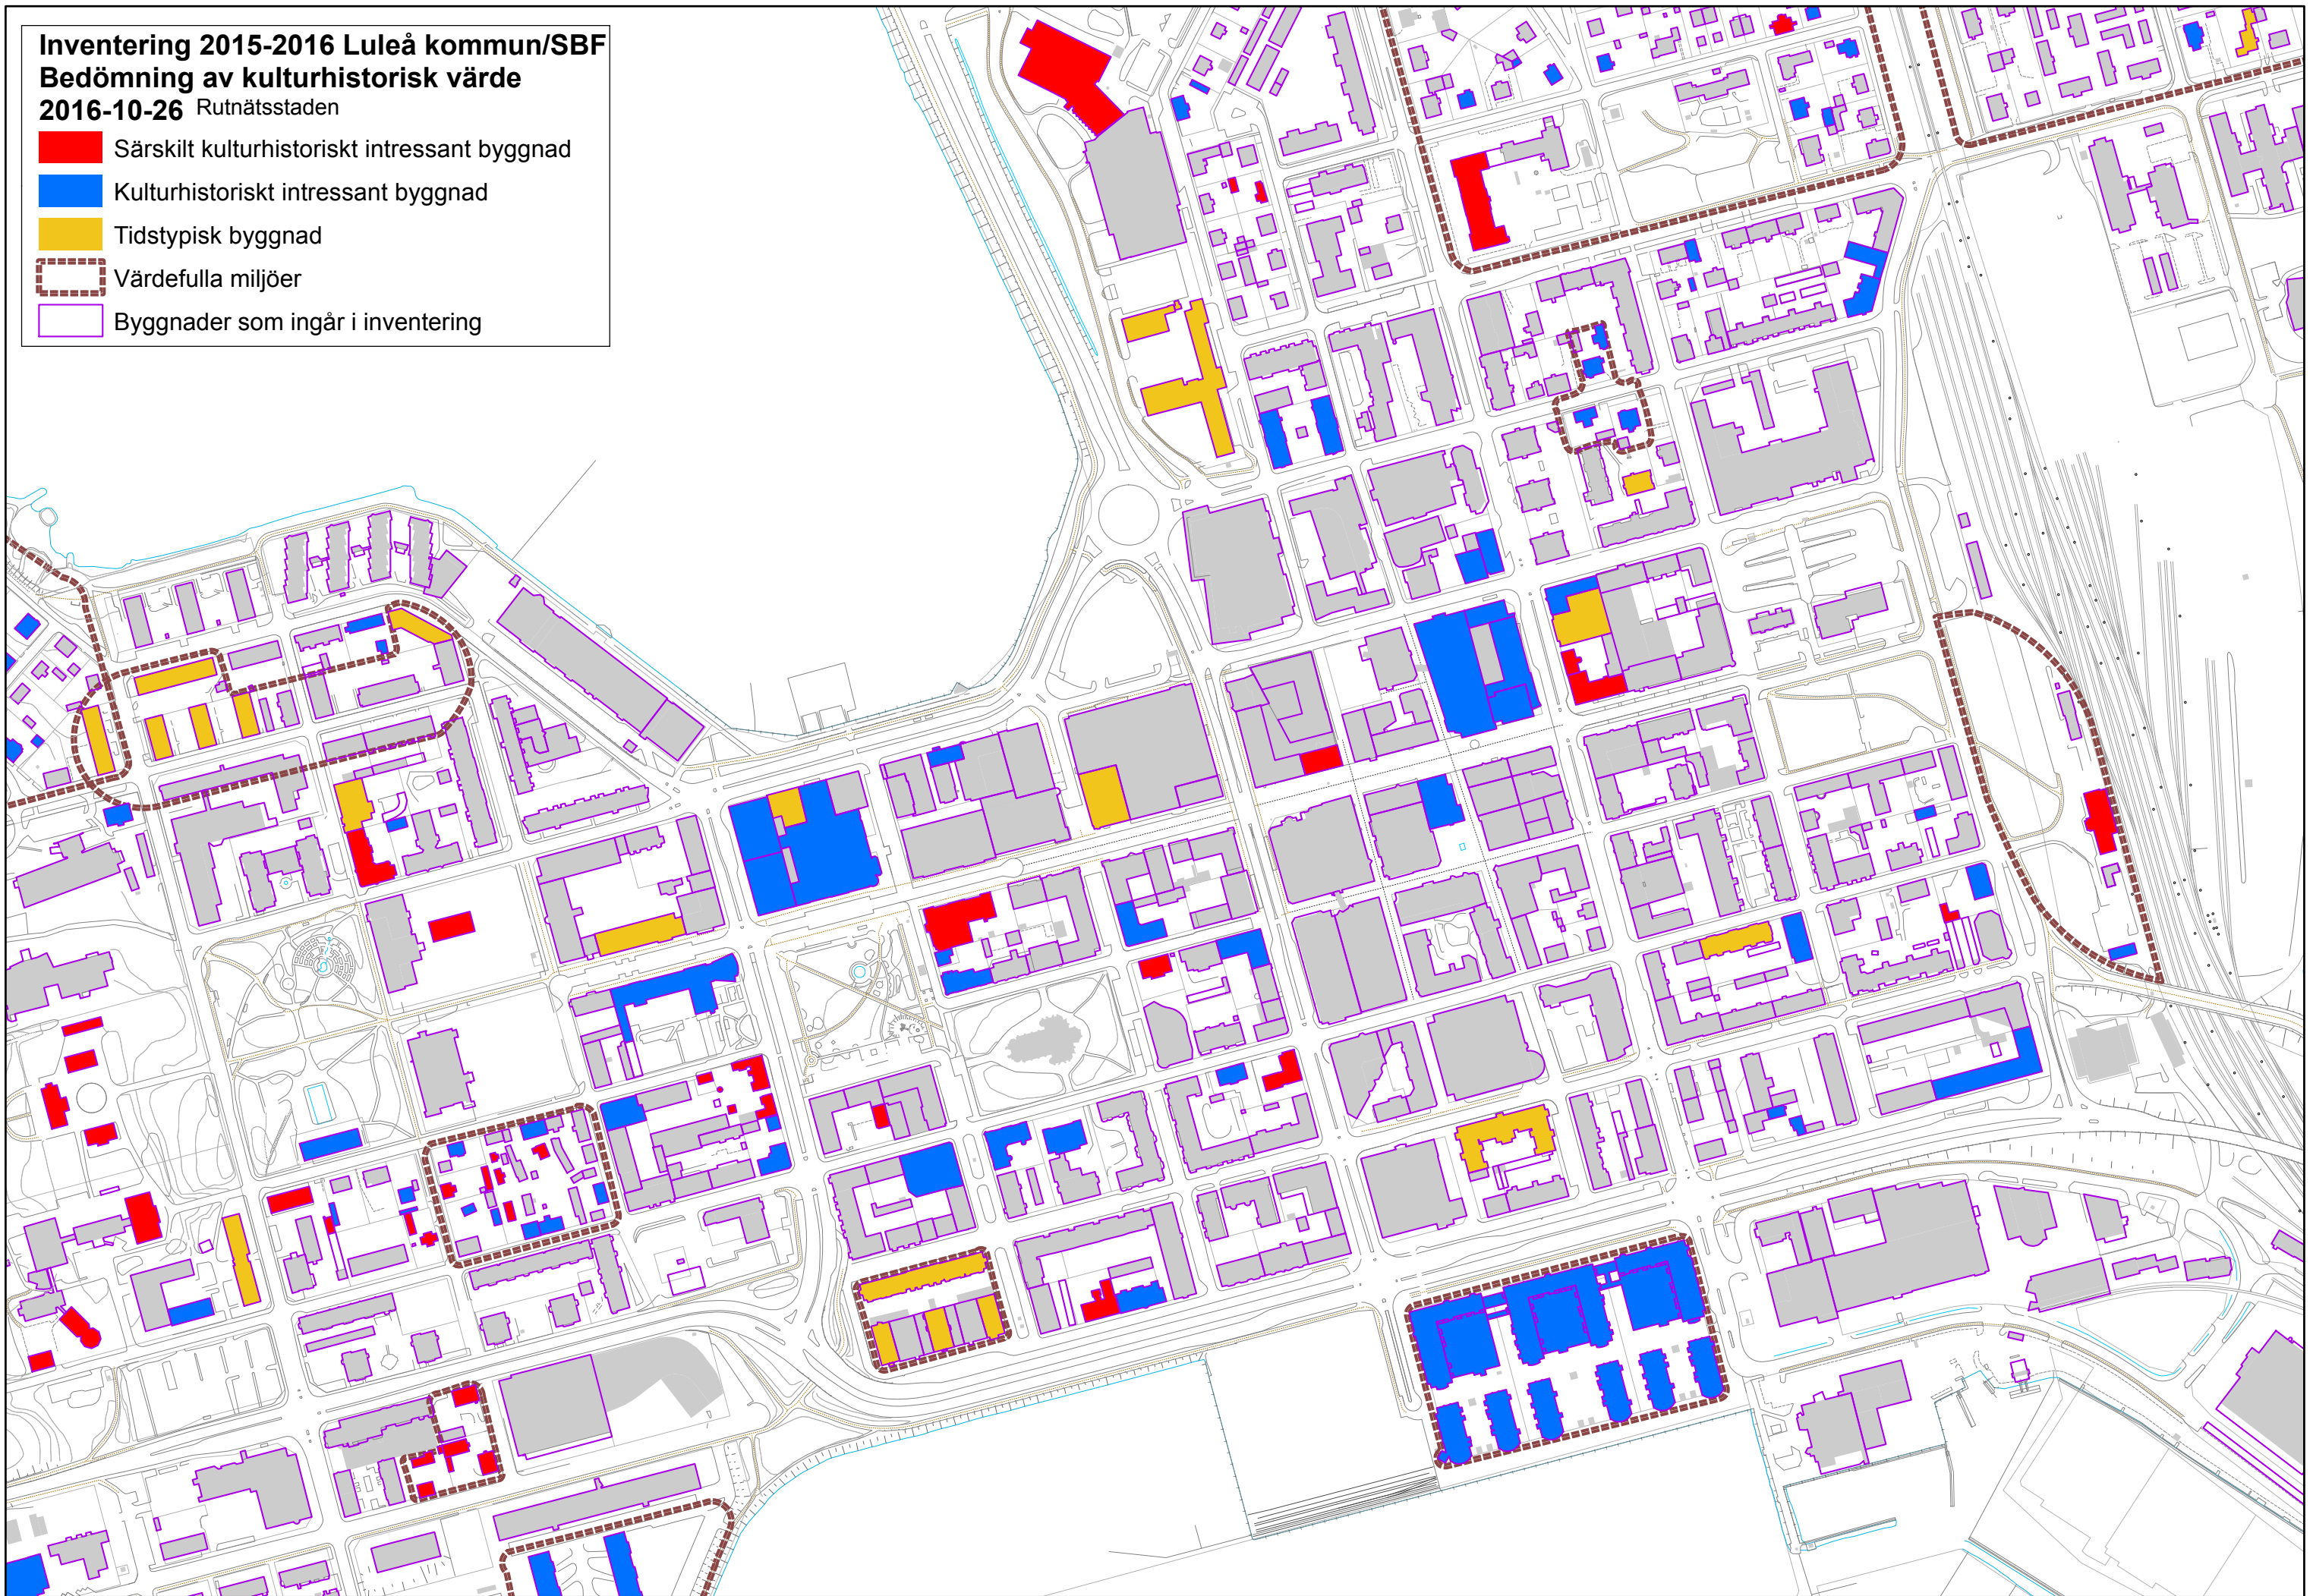 Inventering 2015-2016 Luleå kommun/SBF
Bedömning av kulturhistorisk värde
2016-10-26 Rutnätsstaden
Särskilt kulturhistoriskt intressant byggnad
Kulturhistoriskt intressant byggnad
Tidstypisk byggnad
Värdefulla miljöer
Byggnader som ingår i inventering